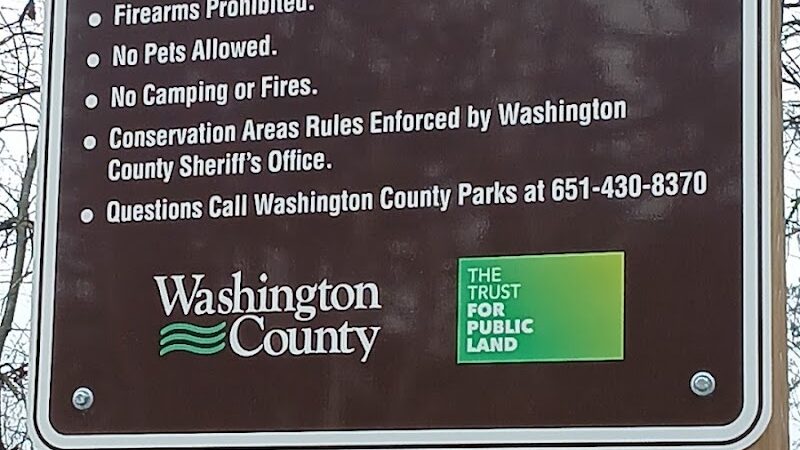 • Firearms Prohibited.
• No Pets Allowed.
• No Camping or Fires.
• Conservation Areas Rules Enforced by Washington
County Sheriff's Office.
• Questions Call Washington County Parks at 651-430-8370
Washington
County
THE
TRUST
FOR
PUBLIC
LAND